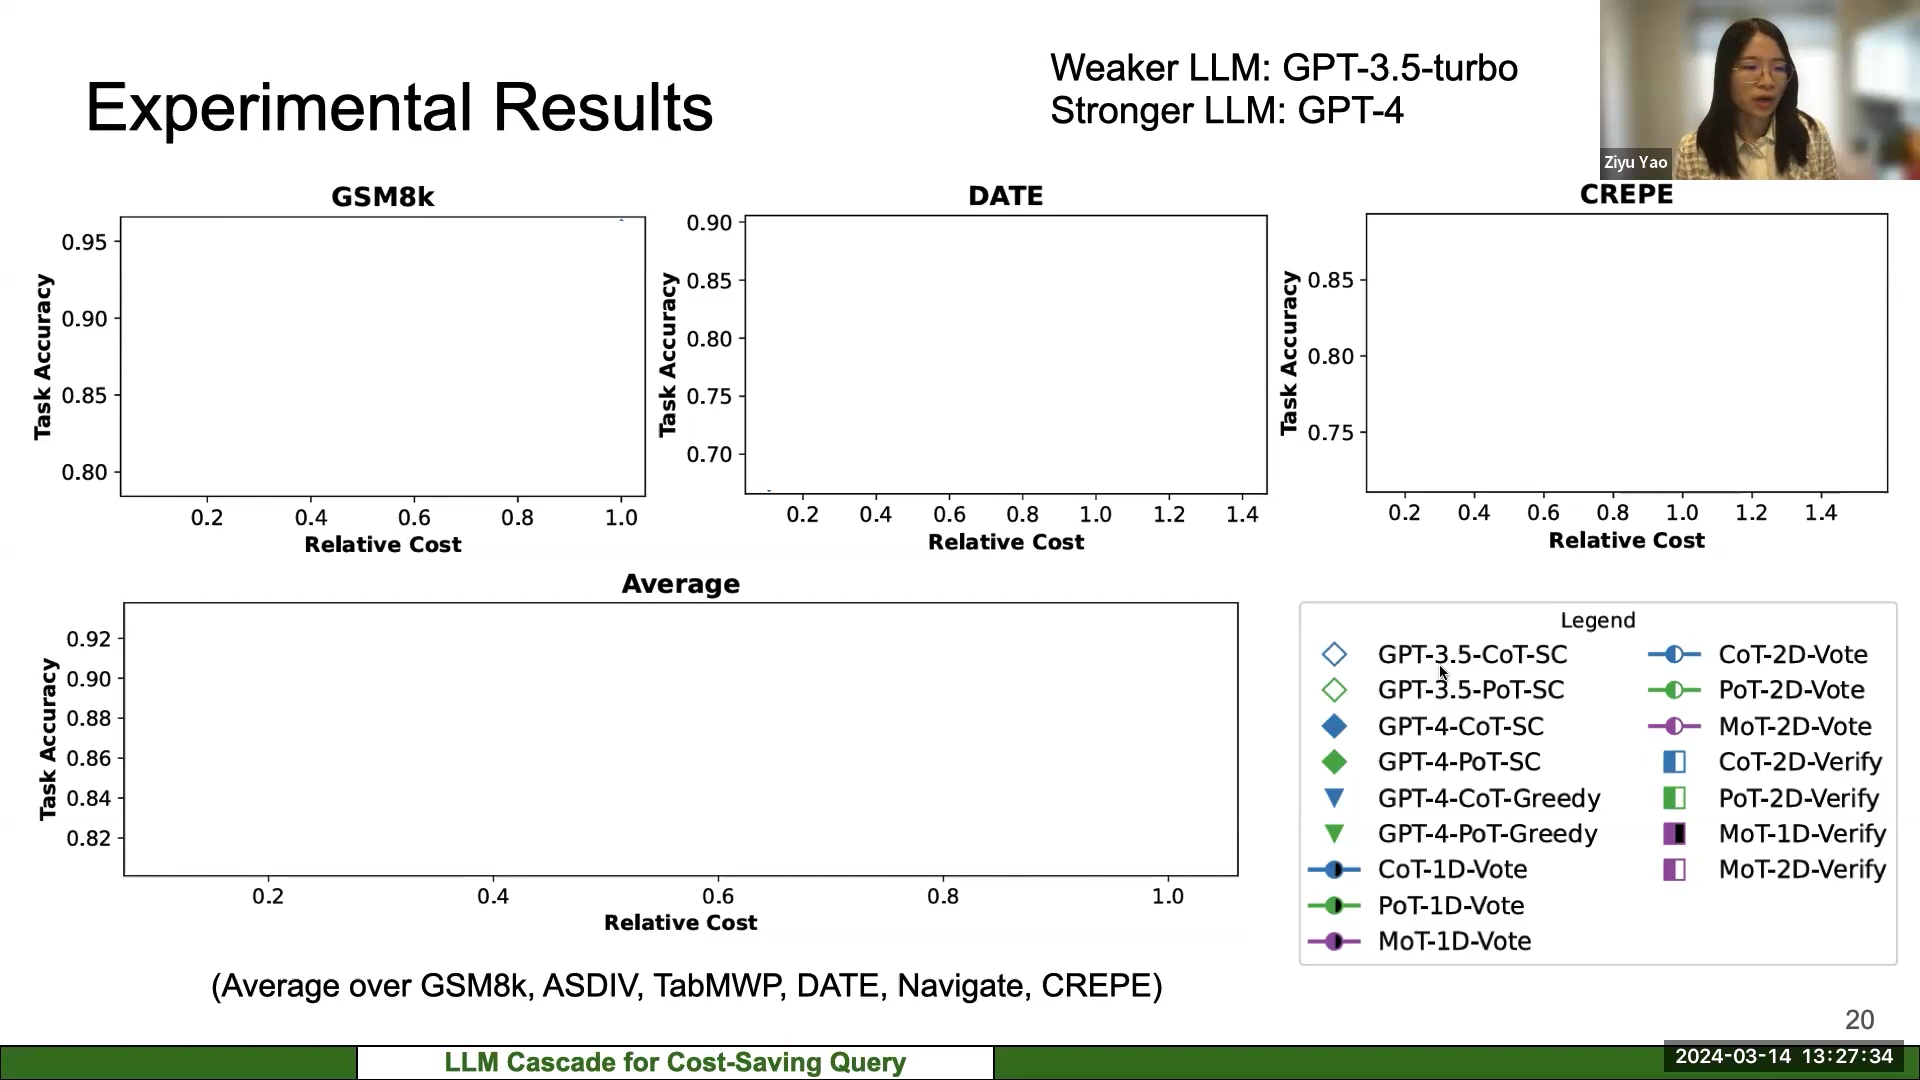 Experimental Results
Weaker LLM: GPT-3.5-turbo
Stronger LLM: GPT-4
Ziyu Yao
GSM8k
Task Accuracy
0.95
0.90
0.85
0.80
0.2 0.4 0.6 0.8 1.0
Relative Cost
DATE
Task Accuracy
0.90
0.85
0.80
0.75
0.70
0.2 0.4 0.6 0.8 1.0 1.2 1.4
Relative Cost
CREPE
Task Accuracy
0.85
0.80
0.75
0.2 0.4 0.6 0.8 1.0 1.2 1.4
Relative Cost
Average
Task Accuracy
0.92
0.90
0.88
0.86
0.84
0.82
0.2 0.4 0.6 0.8 1.0
Relative Cost
(Average over GSM8k, ASDIV, TabMWP, DATE, Navigate, CREPE)
Legend
GPT-3.5-CoT-SC
GPT-3.5-PoT-SC
GPT-4-CoT-SC
GPT-4-PoT-SC
GPT-4-CoT-Greedy
GPT-4-PoT-Greedy
CoT-1D-Vote
PoT-1D-Vote
MoT-1D-Vote
CoT-2D-Vote
PoT-2D-Vote
MoT-2D-Vote
CoT-2D-Verify
PoT-2D-Verify
MoT-1D-Verify
MoT-2D-Verify
20
LLM Cascade for Cost-Saving Query
2024-03-14 13:27:34